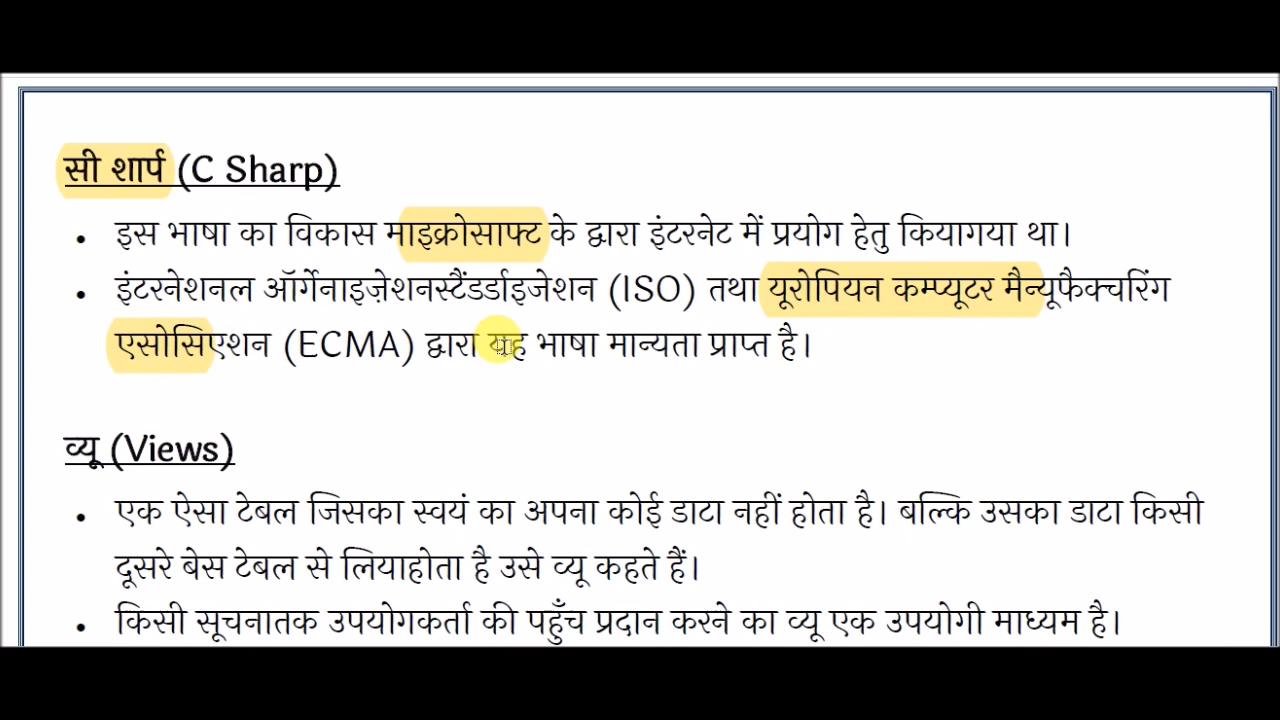 सी शार्प (C Sharp)
• इस भाषा का विकास माइक्रोसाफ्ट के द्वारा इंटरनेट में प्रयोग हेतु कियागया था।
• इंटरनेशनल ऑर्गेनाइज़ेशनस्टैंडर्डाइजेशन (ISO) तथा यूरोपियन कम्प्यूटर मैन्यूफैक्चरिंग
एसोसिएशन (ECMA) द्वारा यह भाषा मान्यता प्राप्त है।
व्यू (Views)
• एक ऐसा टेबल जिसका स्वयं का अपना कोई डाटा नहीं होता है। बल्कि उसका डाटा किसी
दूसरे बेस टेबल से लियाहोता है उसे व्यू कहते हैं।
• किसी सूचनातक उपयोगकर्ता की पहुँच प्रदान करने का व्यू एक उपयोगी माध्यम है।